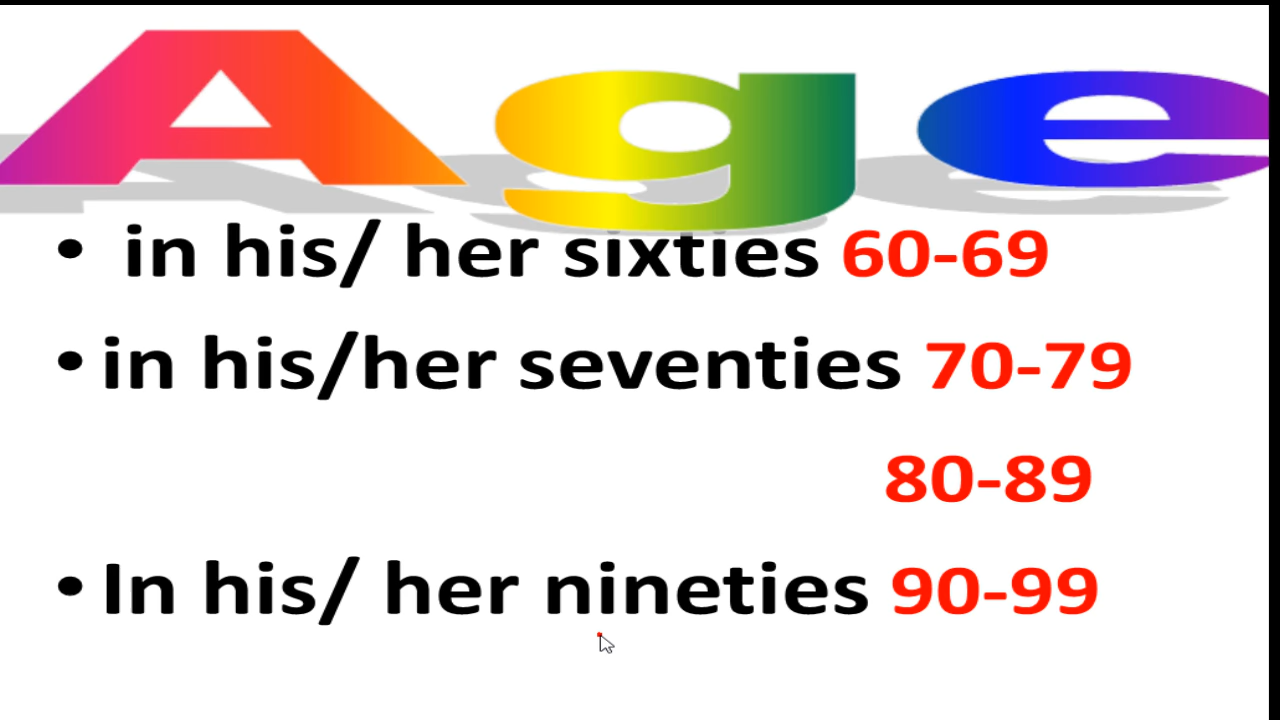 Age
• in his/ her sixties 60-69
• in his/her seventies 70-79
80-89
• In his/ her nineties 90-99